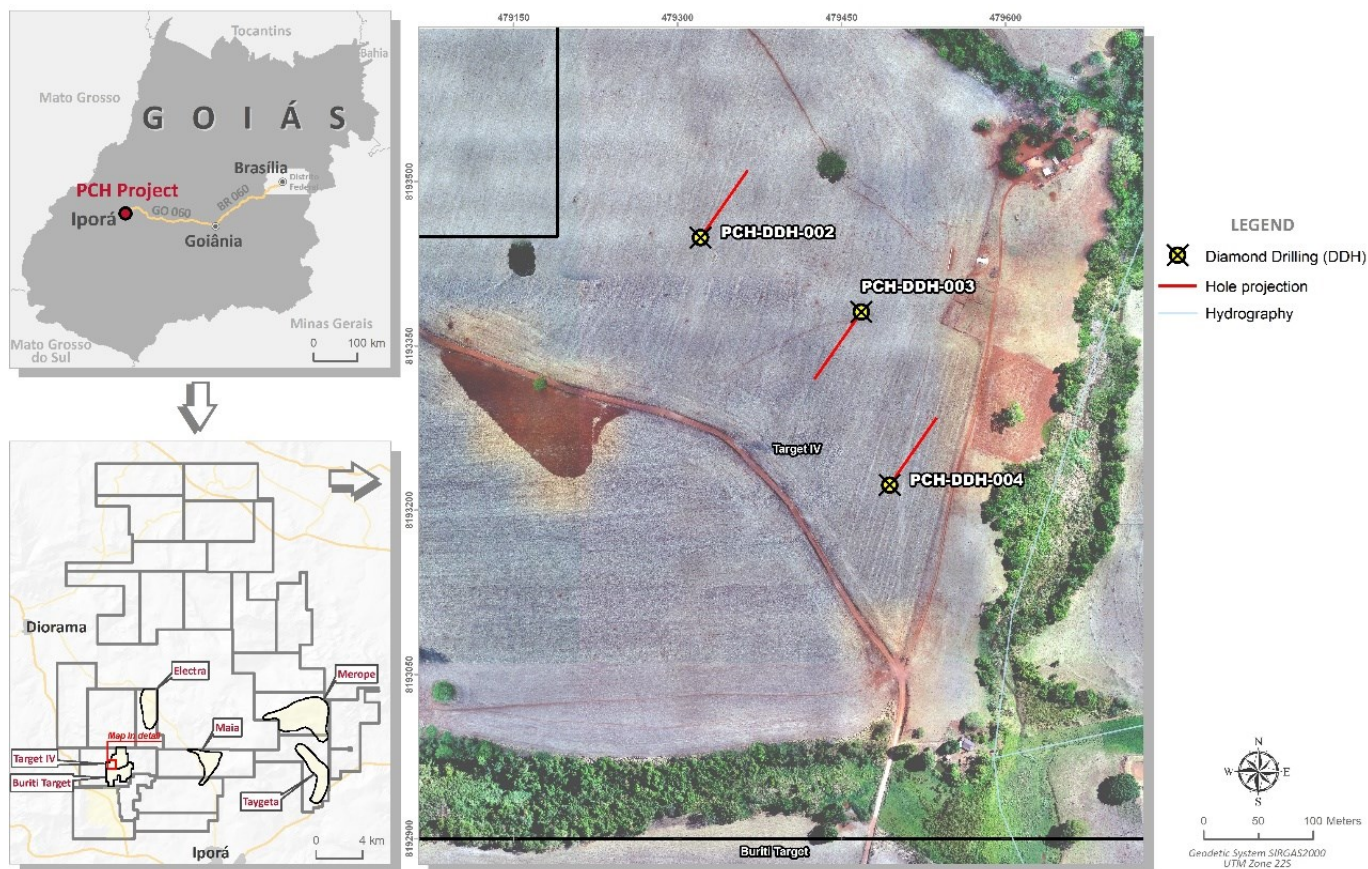 Tocantins
Bahia
Mato Grosso
GOIÁS
Brasília
Distrito
Federal
PCH Project
Iporá
GO 060
BR 060
Goiânia
Minas Gerais
Mato Grosso
do Sul
0 100 km
Diorama
Electra
Merope
Maia
Map in detail
Target IV
Buriti Target
Taygeta
Iporá
0 4 km
479150 479300 479450 479600
8193500
8193350
8193200
8193050
8192900
PCH-DDH-002
PCH-DDH-003
Target IV
PCH-DDH-004
Buriti Target
LEGEND
Diamond Drilling (DDH)
Hole projection
Hydrography
N
W E
S
0 50 100 Meters
Geodetic System SIRGAS2000
UTM Zone 22S